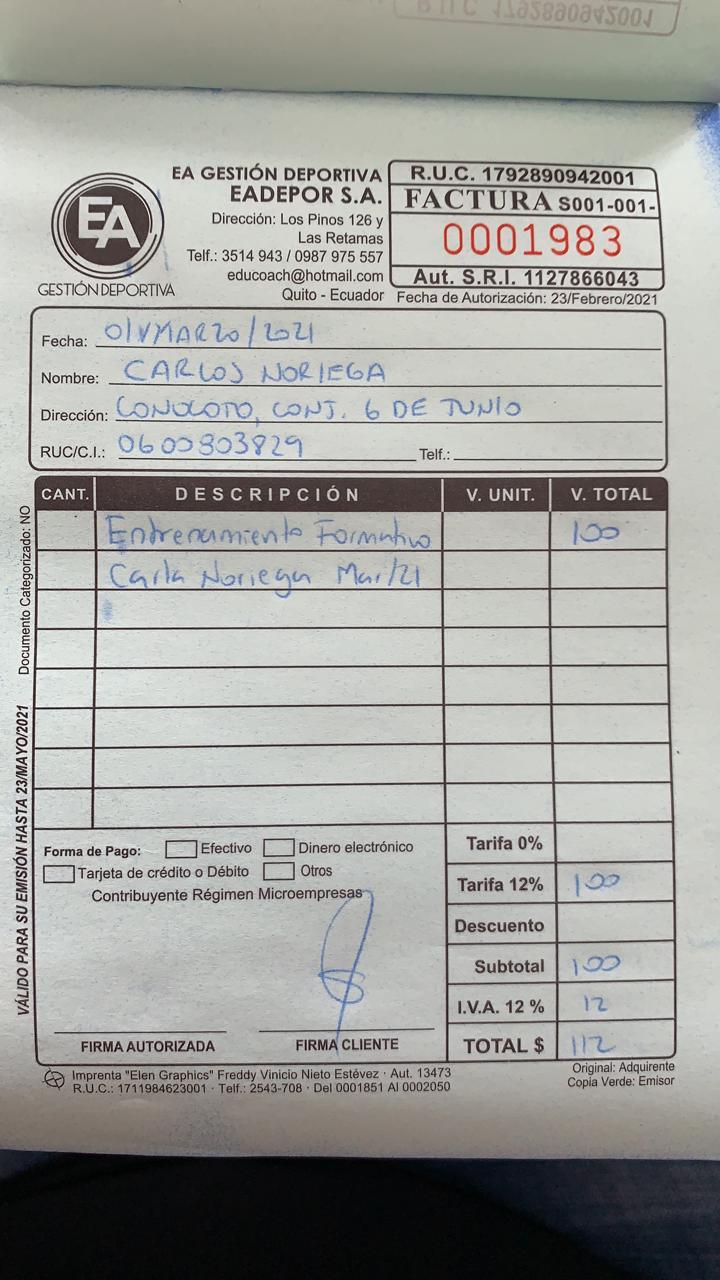 R.U.C 1792890942001
EA
GESTIÓN DEPORTIVA
EA GESTIÓN DEPORTIVA
EADEPOR S.A.
Dirección: Los Pinos 126 y
Las Retamas
Telf.: 3514 943 / 0987 975 557
educoach@hotmail.com
Quito - Ecuador
R.U.C. 1792890942001
FACTURA S001-001-
0001983
Aut. S.R.I. 1127866043
Fecha de Autorización: 23/Febrero/2021
Fecha: 01/MARZO/2021
Nombre: CARLOS NORIEGA
Dirección: CONOCOTO, CONJ. 6 DE JUNIO
RUC/C.I.: Telf.:
CANT. DESCRIPCIÓN V. UNIT. V. TOTAL
Entrenamiento Formativo 100
Carla Noriega Mar/21
Documento Categorizado: NO
VÁLIDO PARA SU EMISIÓN HASTA 23/MAYO/2021
Forma de Pago: Efectivo Dinero electrónico
Tarjeta de crédito o Débito Otros
Contribuyente Régimen Microempresas
FIRMA AUTORIZADA FIRMA CLIENTE
Tarifa 0%
Tarifa 12% 100
Descuento
Subtotal 100
I.V.A. 12 % 12
TOTAL $ 112
Imprenta "Elen Graphics" Freddy Vinicio Nieto Estévez · Aut. 13473
R.U.C.: 1711984623001 · Telf.: 2543-708 · Del 0001851 Al 0002050
Original: Adquirente
Copia Verde: Emisor